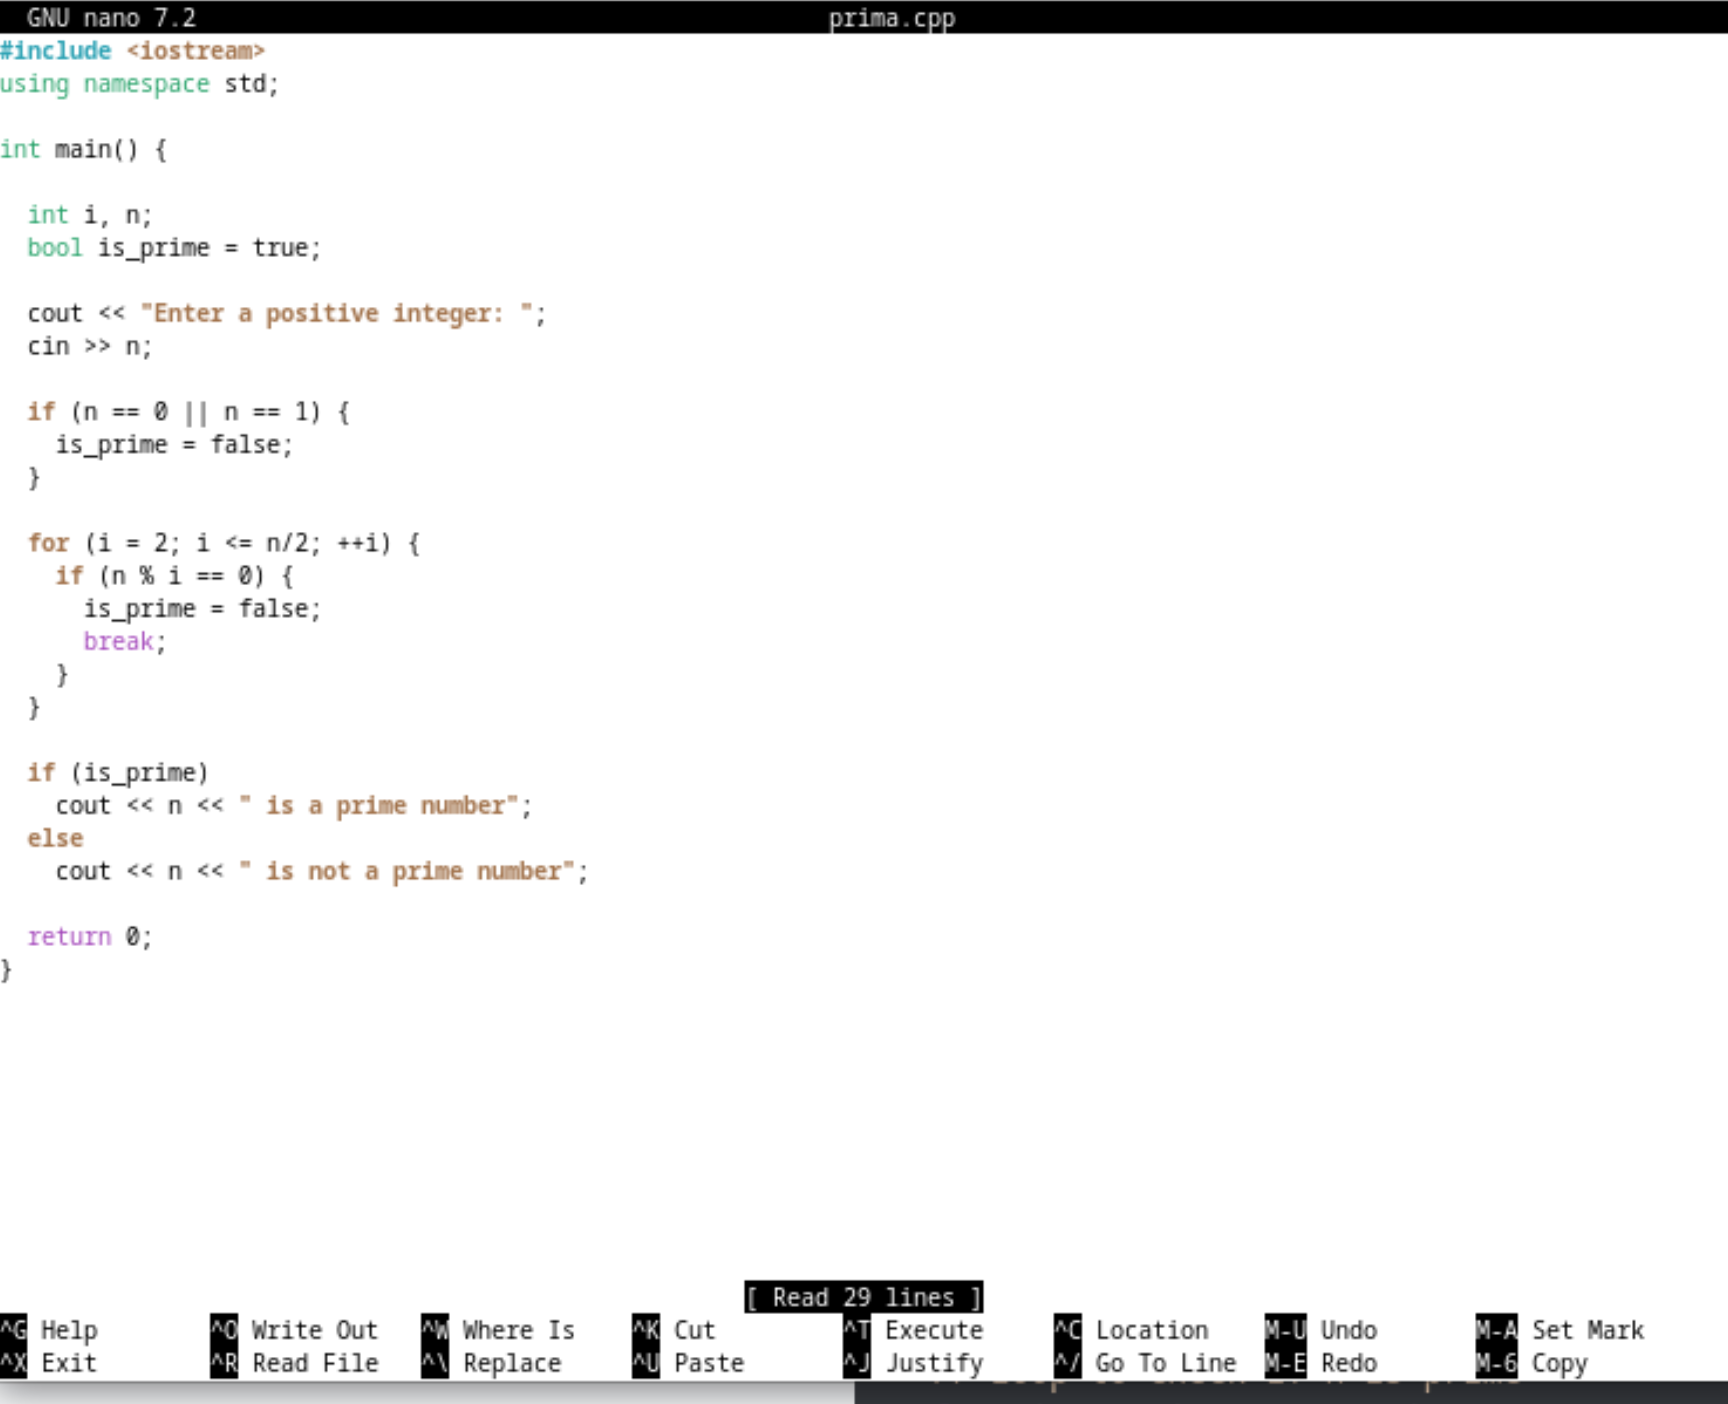 GNU nano 7.2 prima.cpp
#include <iostream>
using namespace std;

int main() {

  int i, n;
  bool is_prime = true;

  cout << "Enter a positive integer: ";
  cin >> n;

  if (n == 0 || n == 1) {
    is_prime = false;
  }

  for (i = 2; i <= n/2; ++i) {
    if (n % i == 0) {
      is_prime = false;
      break;
    }
  }

  if (is_prime)
    cout << n << " is a prime number";
  else
    cout << n << " is not a prime number";

  return 0;
}
[ Read 29 lines ]
^G Help ^O Write Out ^W Where Is ^K Cut ^T Execute ^C Location M-U Undo M-A Set Mark
^X Exit ^R Read File ^\ Replace ^U Paste ^J Justify ^/ Go To Line M-E Redo M-6 Copy